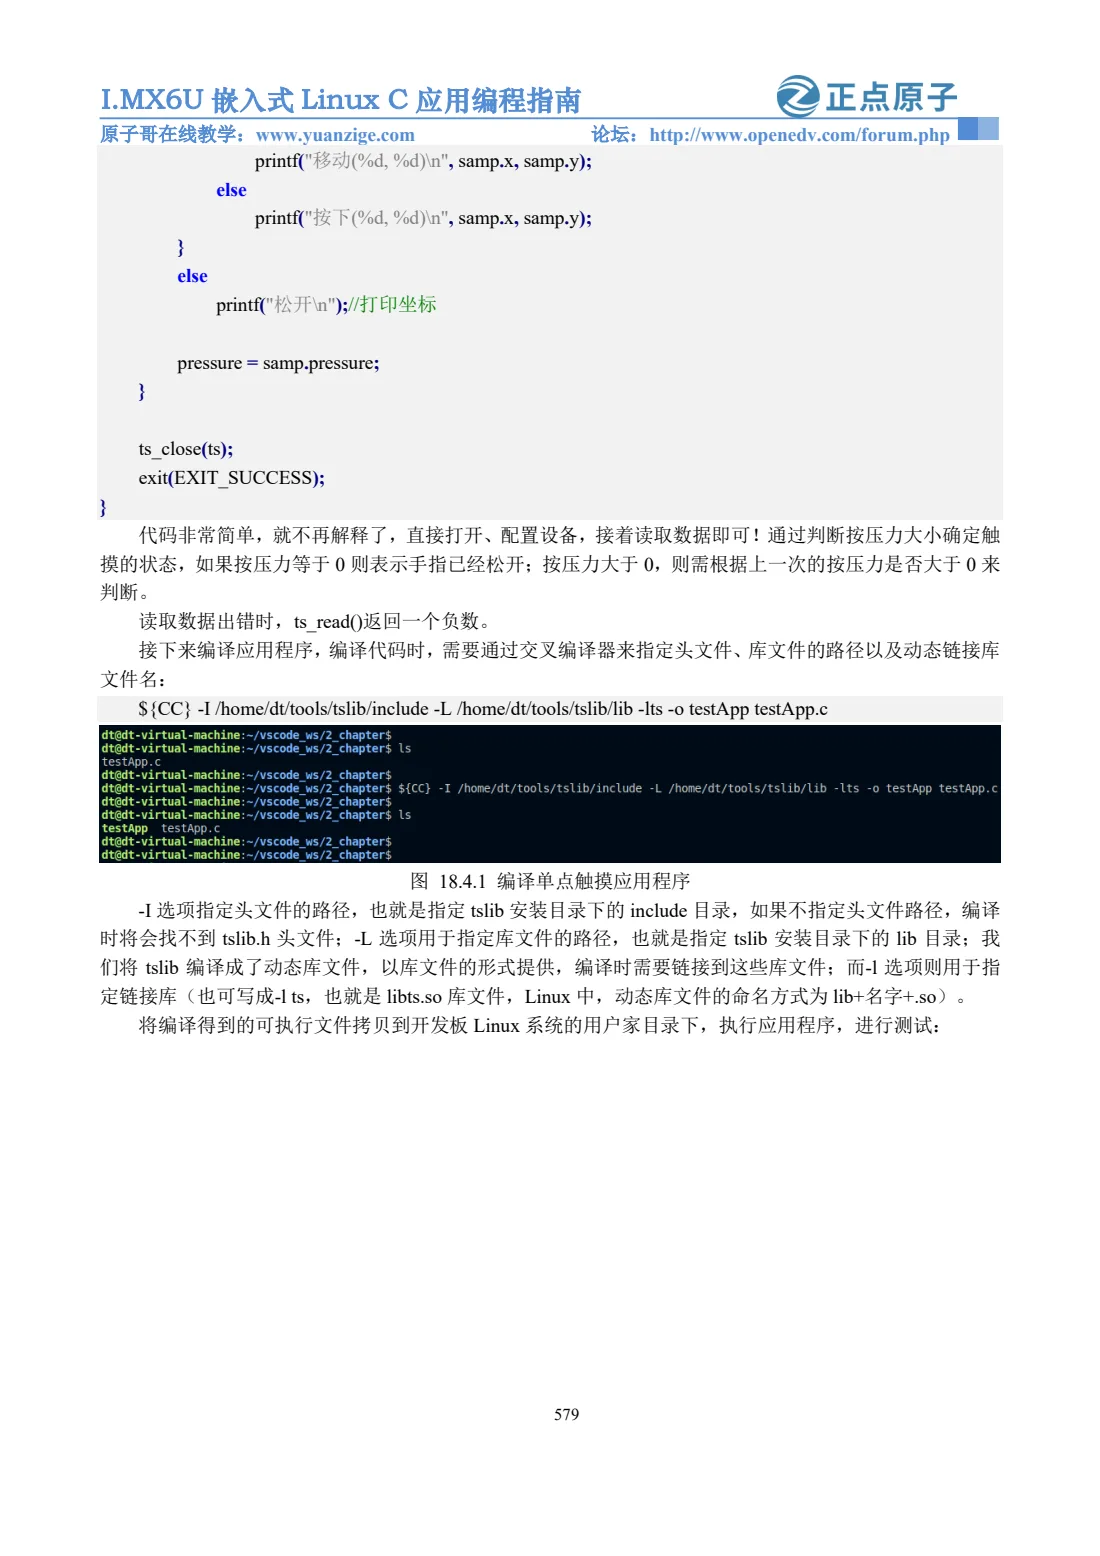 I.MX6U 嵌入式 Linux C 应用编程指南
正点原子
原子哥在线教学：www.yuanzige.com 论坛：http://www.openedv.com/forum.php
printf("移动(%d, %d)\n", samp.x, samp.y);
else
printf("按下(%d, %d)\n", samp.x, samp.y);
}
else
printf("松开\n");//打印坐标
pressure = samp.pressure;
}
ts_close(ts);
exit(EXIT_SUCCESS);
}
代码非常简单，就不再解释了，直接打开、配置设备，接着读取数据即可！通过判断按压力大小确定触
摸的状态，如果按压力等于 0 则表示手指已经松开；按压力大于 0，则需根据上一次的按压力是否大于 0 来
判断。
读取数据出错时，ts_read()返回一个负数。
接下来编译应用程序，编译代码时，需要通过交叉编译器来指定头文件、库文件的路径以及动态链接库
文件名：
${CC} -I /home/dt/tools/tslib/include -L /home/dt/tools/tslib/lib -lts -o testApp testApp.c
dt@dt-virtual-machine:~/vscode_ws/2_chapter$
dt@dt-virtual-machine:~/vscode_ws/2_chapter$ ls
testApp.c
dt@dt-virtual-machine:~/vscode_ws/2_chapter$
dt@dt-virtual-machine:~/vscode_ws/2_chapter$ ${CC} -I /home/dt/tools/tslib/include -L /home/dt/tools/tslib/lib -lts -o testApp testApp.c
dt@dt-virtual-machine:~/vscode_ws/2_chapter$
dt@dt-virtual-machine:~/vscode_ws/2_chapter$ ls
testApp testApp.c
dt@dt-virtual-machine:~/vscode_ws/2_chapter$
dt@dt-virtual-machine:~/vscode_ws/2_chapter$
图 18.4.1 编译单点触摸应用程序
-I 选项指定头文件的路径，也就是指定 tslib 安装目录下的 include 目录，如果不指定头文件路径，编译
时将会找不到 tslib.h 头文件；-L 选项用于指定库文件的路径，也就是指定 tslib 安装目录下的 lib 目录；我
们将 tslib 编译成了动态库文件，以库文件的形式提供，编译时需要链接到这些库文件；而-l 选项则用于指
定链接库（也可写成-l ts，也就是 libts.so 库文件，Linux 中，动态库文件的命名方式为 lib+名字+.so）。
将编译得到的可执行文件拷贝到开发板 Linux 系统的用户家目录下，执行应用程序，进行测试：
579